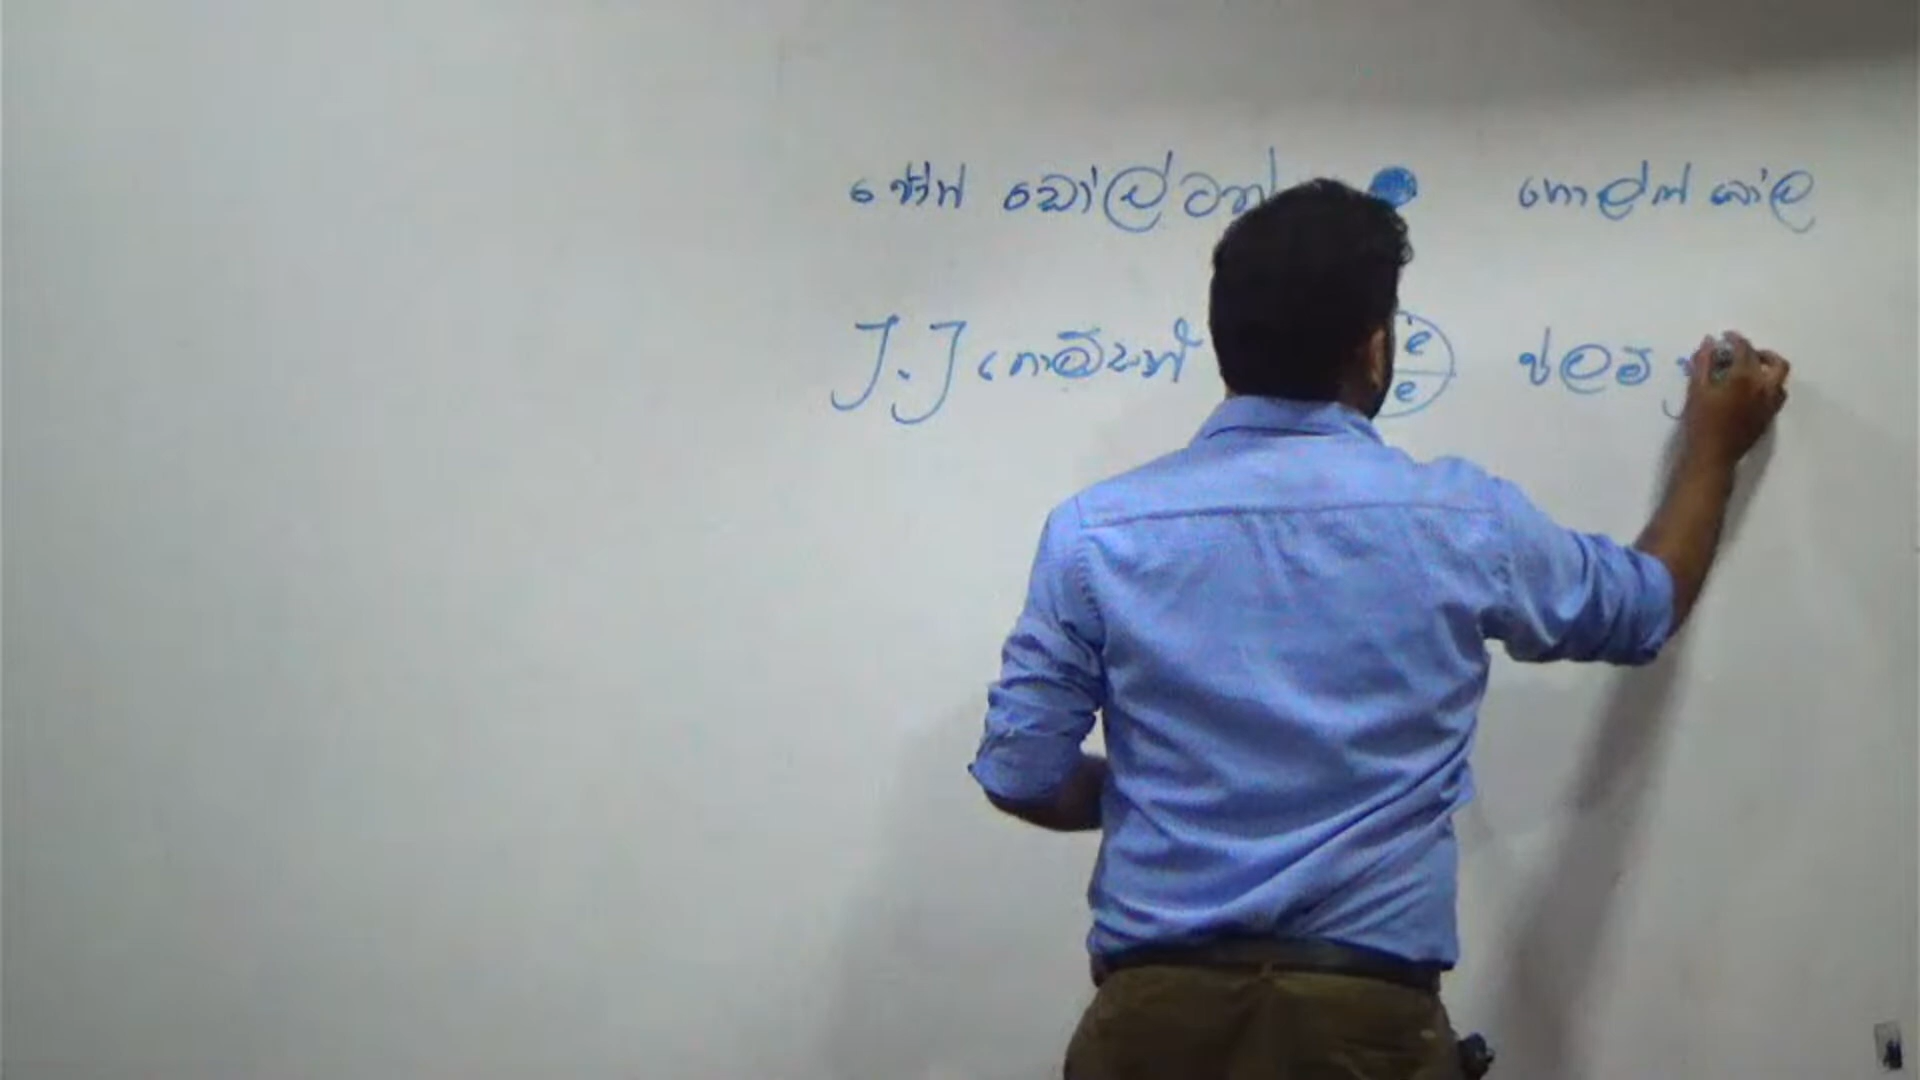 ජෝන් ඩෝල්ටන් ගොල්ෆ් බෝල
J.J තොම්සන් e e ප්ලම්